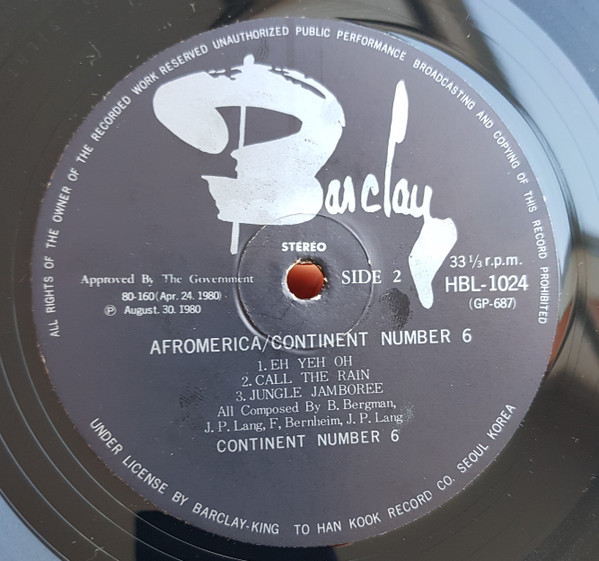 ALL RIGHTS OF THE OWNER OF THE RECORDED WORK RESERVED UNAUTHORIZED PUBLIC PERFORMANCE BROADCASTING AND COPYING OF THIS RECORD PROHIBITED
Barclay
STEREO
SIDE 2
33 1/3 r.p.m.
HBL-1024
(GP-687)
Approved By The Government
80-160 (Apr. 24. 1980)
Ⓟ August. 30. 1980
AFROMERICA/CONTINENT NUMBER 6
1. EH YEH OH
2. CALL THE RAIN
3. JUNGLE JAMBOREE
All Composed By B. Bergman,
J. P. Lang, F, Bernheim, J. P. Lang
CONTINENT NUMBER 6
UNDER LICENSE BY BARCLAY-KING TO HAN KOOK RECORD CO. SEOUL KOREA